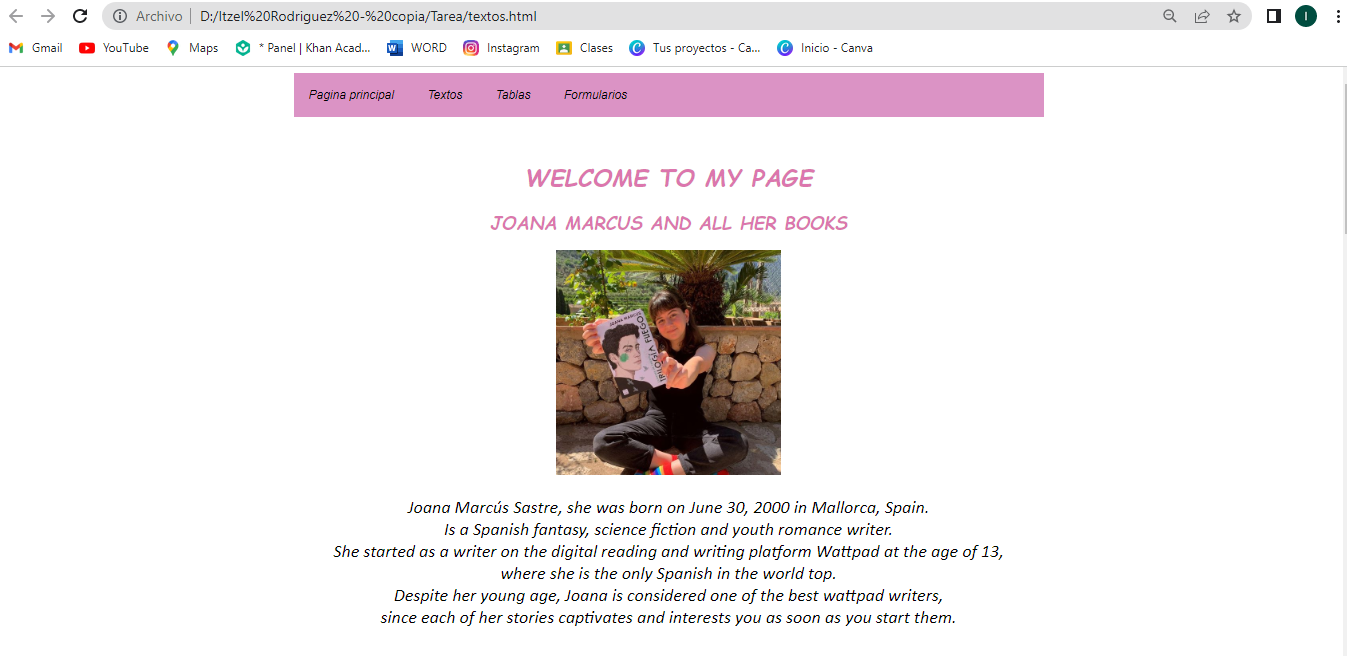 Archivo D:/Itzel%20Rodriguez%20-%20copia/Tarea/textos.html
I
Gmail YouTube Maps * Panel | Khan Acad... WORD Instagram Clases Tus proyectos - Ca... Inicio - Canva
Pagina principal Textos Tablas Formularios
WELCOME TO MY PAGE
JOANA MARCUS AND ALL HER BOOKS
JOANA MARCUS
TRILOGÍA FUEGO
Joana Marcús Sastre, she was born on June 30, 2000 in Mallorca, Spain.
Is a Spanish fantasy, science fiction and youth romance writer.
She started as a writer on the digital reading and writing platform Wattpad at the age of 13,
where she is the only Spanish in the world top.
Despite her young age, Joana is considered one of the best wattpad writers,
since each of her stories captivates and interests you as soon as you start them.